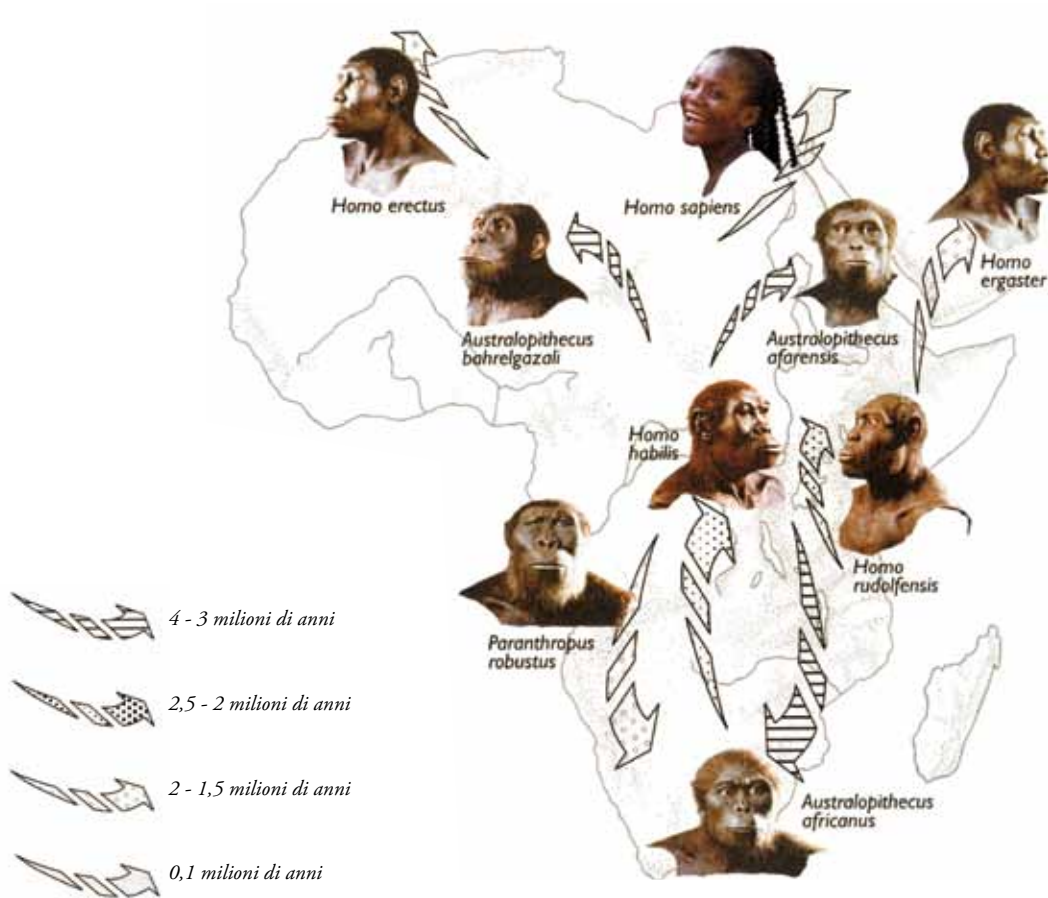 Homo erectus
Homo sapiens
Homo
ergaster
Australopithecus
bahrelgazali
Australopithecus
afarensis
Homo
habilis
Homo
rudolfensis
Paranthropus
robustus
Australopithecus
africanus
4 - 3 milioni di anni
2,5 - 2 milioni di anni
2 - 1,5 milioni di anni
0,1 milioni di anni